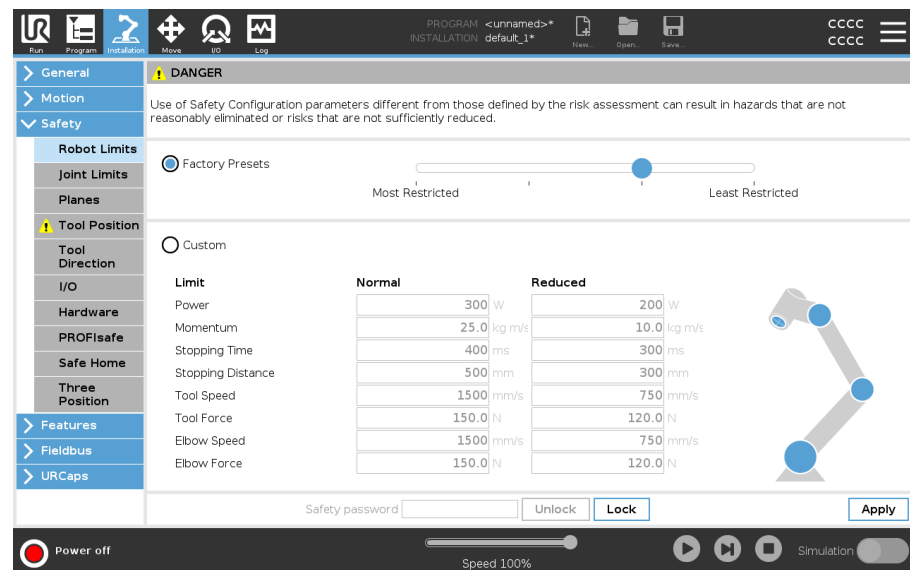 PROGRAM <unnamed>*
INSTALLATION default_1*
CCCC
CCCC
Run Program Installation Move I/O Log New... Open... Save...
General
Motion
Safety
Robot Limits
Joint Limits
Planes
Tool Position
Tool
Direction
I/O
Hardware
PROFIsafe
Safe Home
Three
Position
Features
Fieldbus
URCaps
DANGER
Use of Safety Configuration parameters different from those defined by the risk assessment can result in hazards that are not
reasonably eliminated or risks that are not sufficiently reduced.
Factory Presets
Most Restricted Least Restricted
Custom
Limit Normal Reduced
Power 300 W 200 W
Momentum 25.0 kg m/s 10.0 kg m/s
Stopping Time 400 ms 300 ms
Stopping Distance 500 mm 300 mm
Tool Speed 1500 mm/s 750 mm/s
Tool Force 150.0 N 120.0 N
Elbow Speed 1500 mm/s 750 mm/s
Elbow Force 150.0 N 120.0 N
Safety password Unlock Lock Apply
Power off
Speed 100%
Simulation